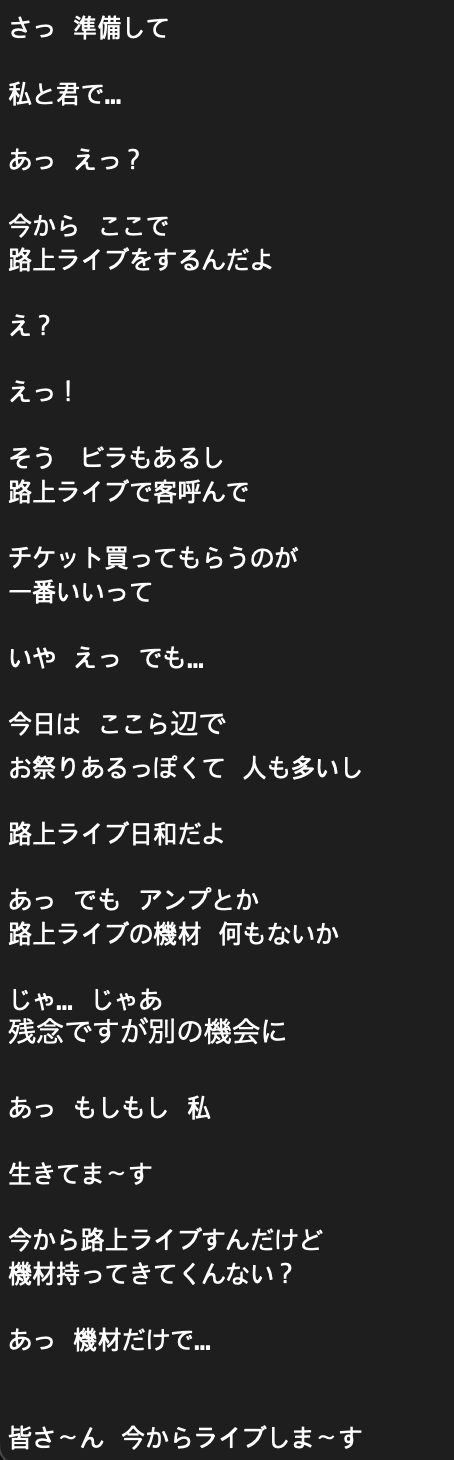 さっ 準備して
私と君で…
あっ えっ？
今から ここで
路上ライブをするんだよ
え？
えっ！
そう　ビラもあるし
路上ライブで客呼んで
チケット買ってもらうのが
一番いいって
いや えっ でも…
今日は ここら辺で
お祭りあるっぽくて 人も多いし
路上ライブ日和だよ
あっ でも アンプとか
路上ライブの機材 何もないか
じゃ… じゃあ
残念ですが別の機会に
あっ もしもし 私
生きてま～す
今から路上ライブすんだけど
機材持ってきてくんない？
あっ 機材だけで…
皆さ～ん 今からライブしま～す